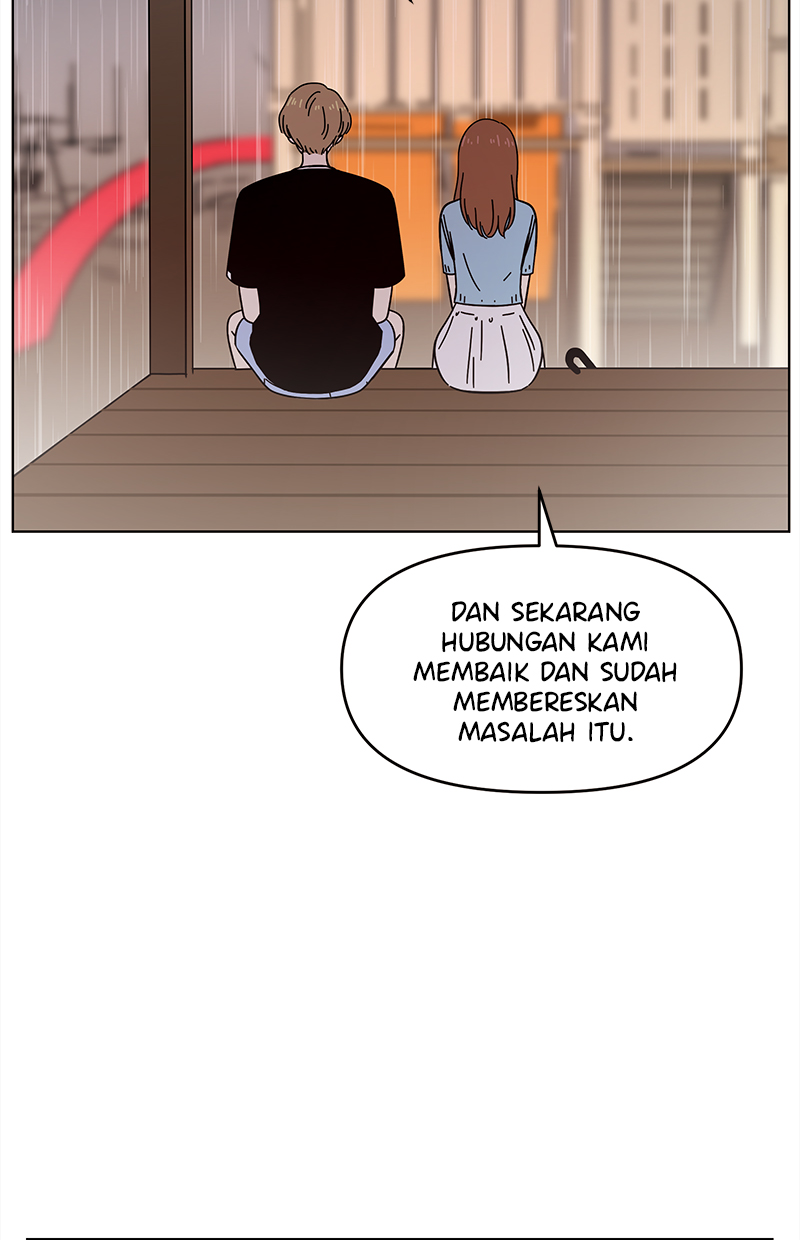 DAN SEKARANG
HUBUNGAN KAMI
MEMBAIK DAN SUDAH
MEMBERESKAN
MASALAH ITU.